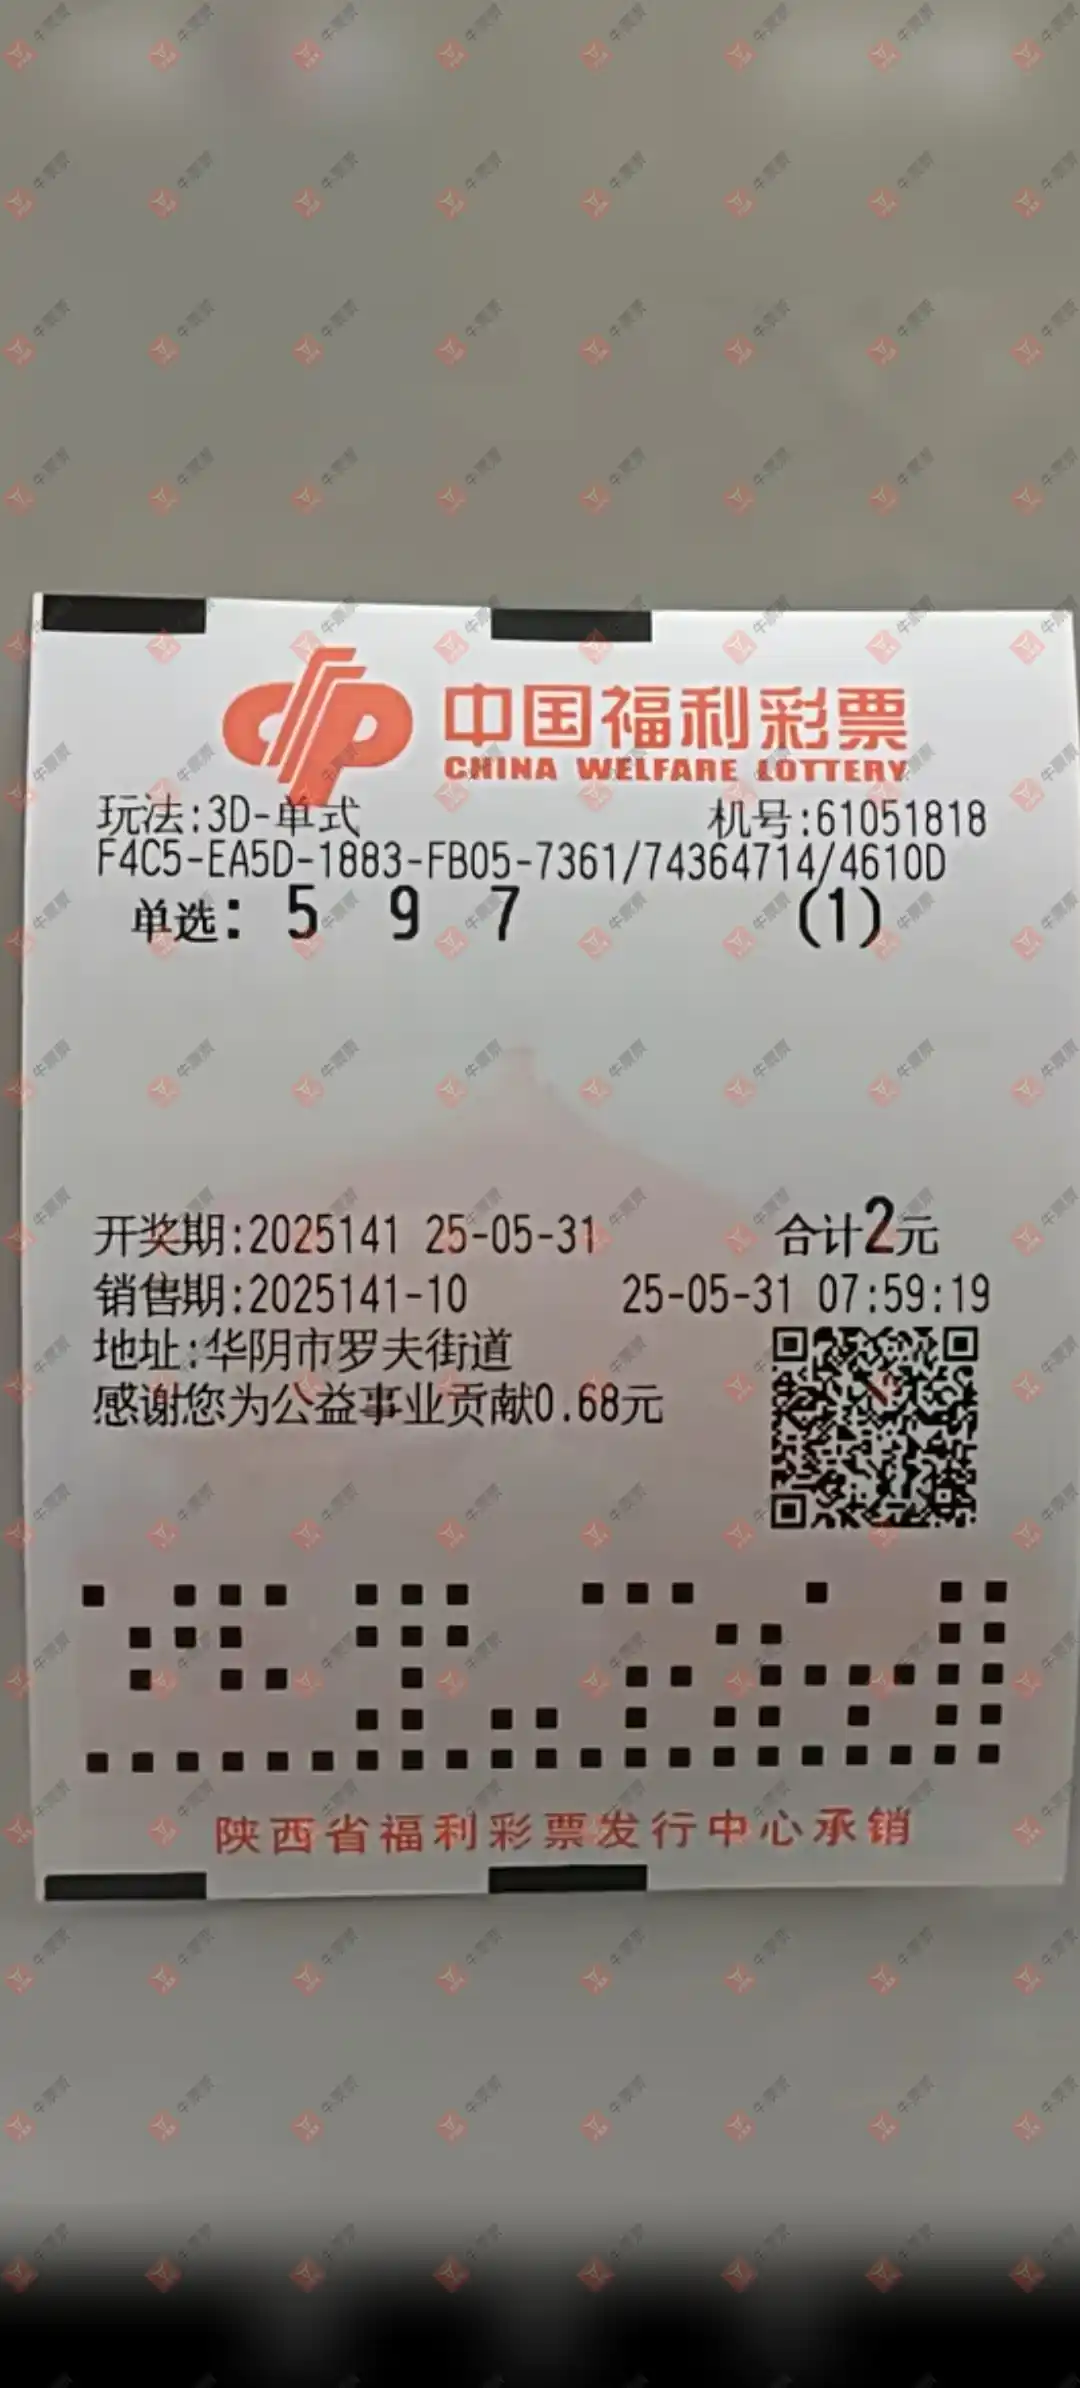 中国福利彩票
CHINA WELFARE LOTTERY
玩法:3D-单式 机号:61051818
F4C5-EA5D-1883-FB05-7361/74364714/4610D
单选: 5 9 7 (1)
开奖期:2025141 25-05-31 合计2元
销售期:2025141-10 25-05-31 07:59:19
地址:华阴市罗夫街道
感谢您为公益事业贡献0.68元
陕西省福利彩票发行中心承销
牛票票